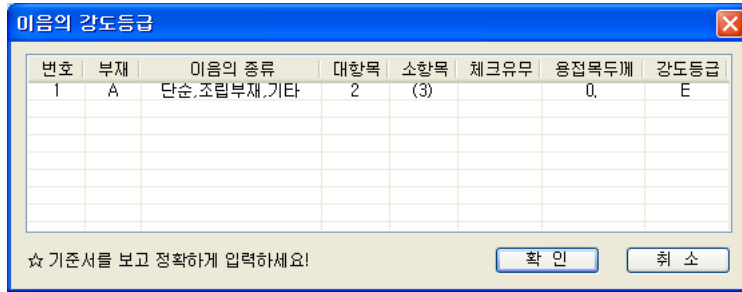 이음의 강도등급
번호 부재 이음의 종류 대항목 소항목 체크유무 용접목두께 강도등급
1 A 단순,조립부재,기타 2 (3) 0. E
☆ 기준서를 보고 정확하게 입력하세요! 확 인 취 소